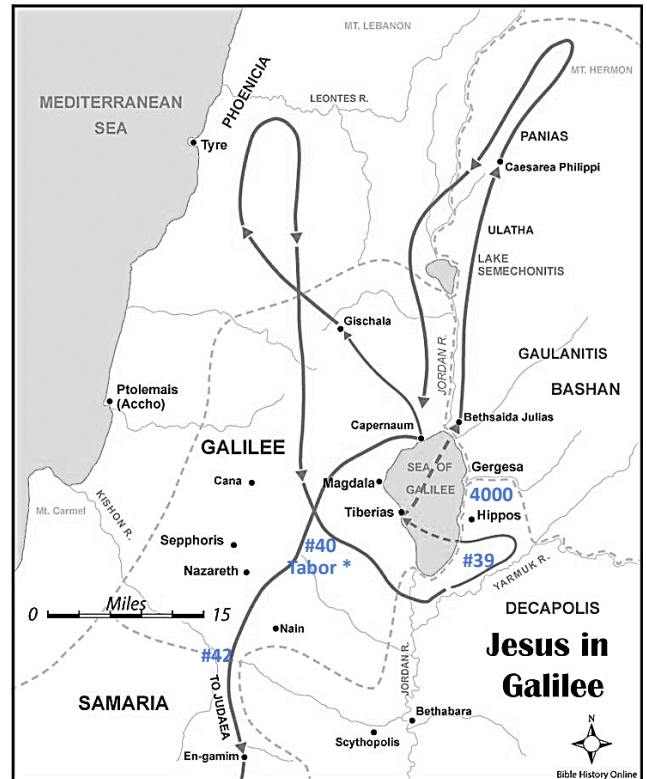 MT. LEBANON
MT. HERMON
MEDITERRANEAN
SEA
PHOENICIA
LEONTES R.
Tyre
PANIAS
Caesarea Philippi
ULATHA
LAKE
SEMECHONITIS
Gischala
JORDAN R.
GAULANITIS
BASHAN
Ptolemais
(Accho)
Bethsaida Julias
Capernaum
GALILEE
SEA OF
GALILEE
Gergesa
Cana
Magdala
4000
Mt. Carmel
KISHON R.
Tiberias
Hippos
Sepphoris
#40
Tabor *
#39
Nazareth
YARMUK R.
0 Miles 15
DECAPOLIS
Nain
Jesus in
Galilee
#42
TO JUDAEA
JORDAN R.
SAMARIA
Bethabara
Scythopolis
En-gamim
N
Bible History Online